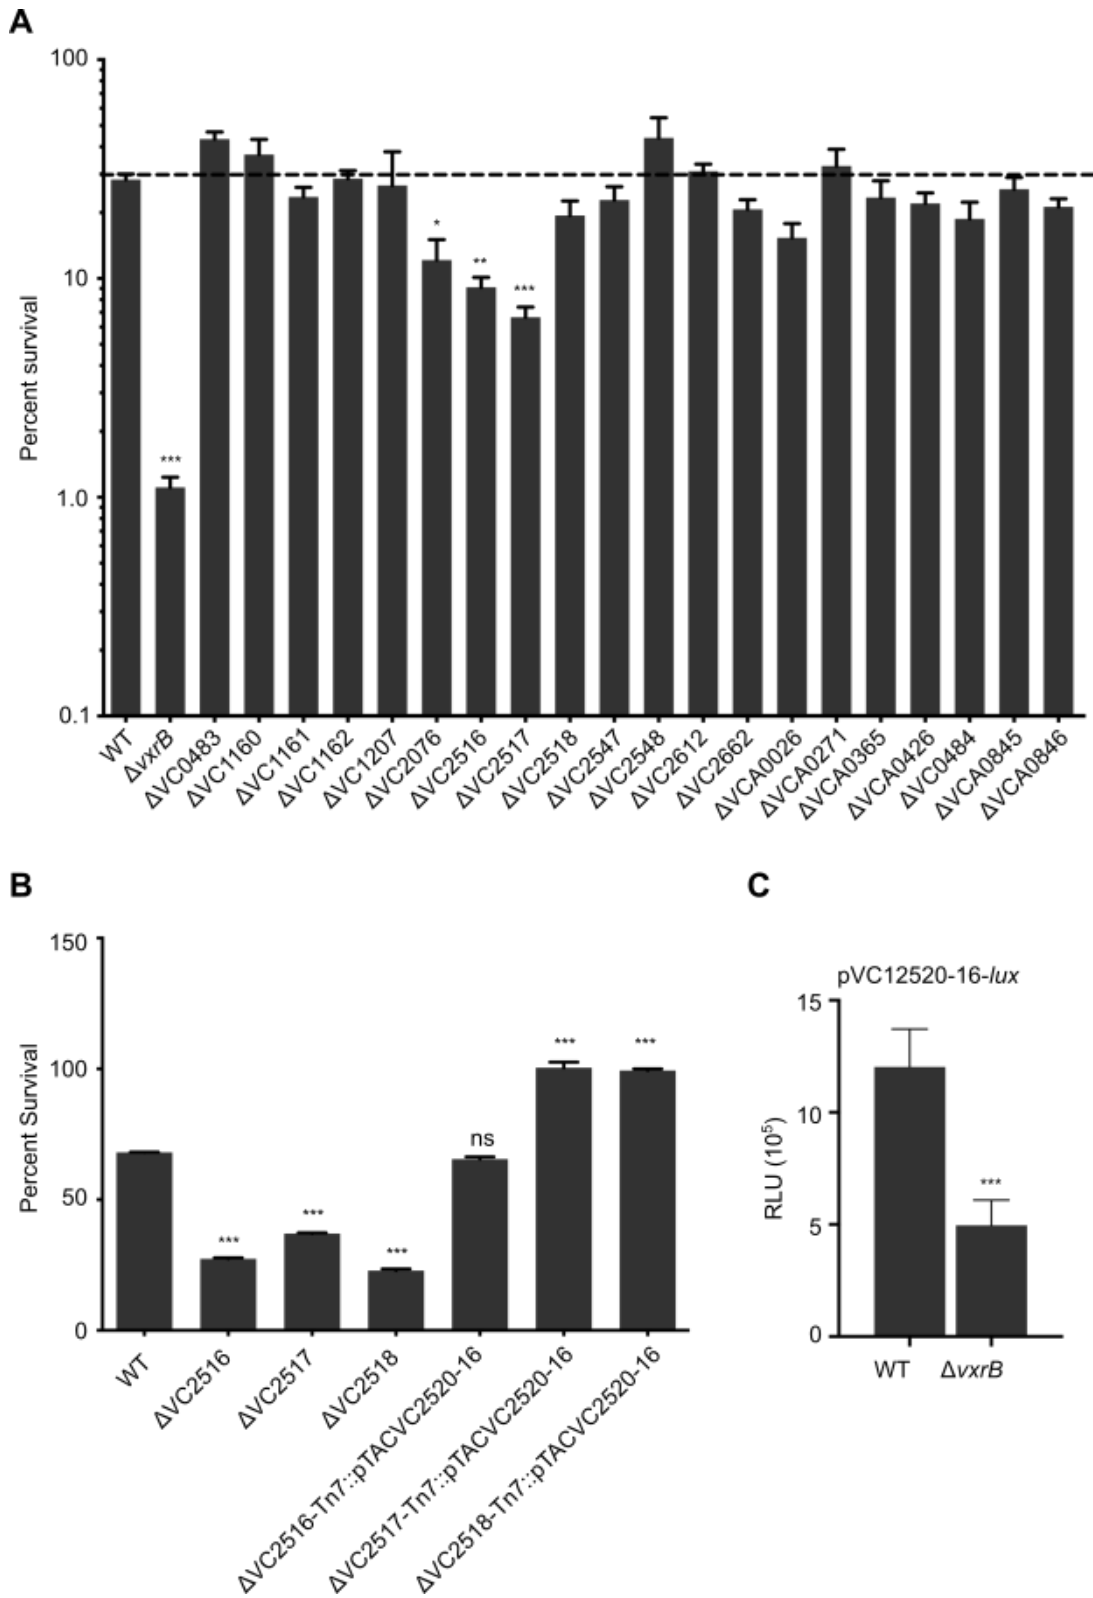 A
100
10
1.0
0.1
Percent survival
*
**
***
***
WT
ΔvxrB
ΔVC0483
ΔVC1160
ΔVC1161
ΔVC1162
ΔVC1207
ΔVC2076
ΔVC2516
ΔVC2517
ΔVC2518
ΔVC2547
ΔVC2548
ΔVC2612
ΔVC2662
ΔVCA0026
ΔVCA0271
ΔVCA0365
ΔVCA0426
ΔVC0484
ΔVCA0845
ΔVCA0846
B
150
100
50
0
Percent Survival
***
***
***
ns
***
***
WT
ΔVC2516
ΔVC2517
ΔVC2518
ΔVC2516-Tn7::pTACVC2520-16
ΔVC2517-Tn7::pTACVC2520-16
ΔVC2518-Tn7::pTACVC2520-16
C
pVC12520-16-lux
15
10
5
0
RLU (10⁵)
***
WT
ΔvxrB